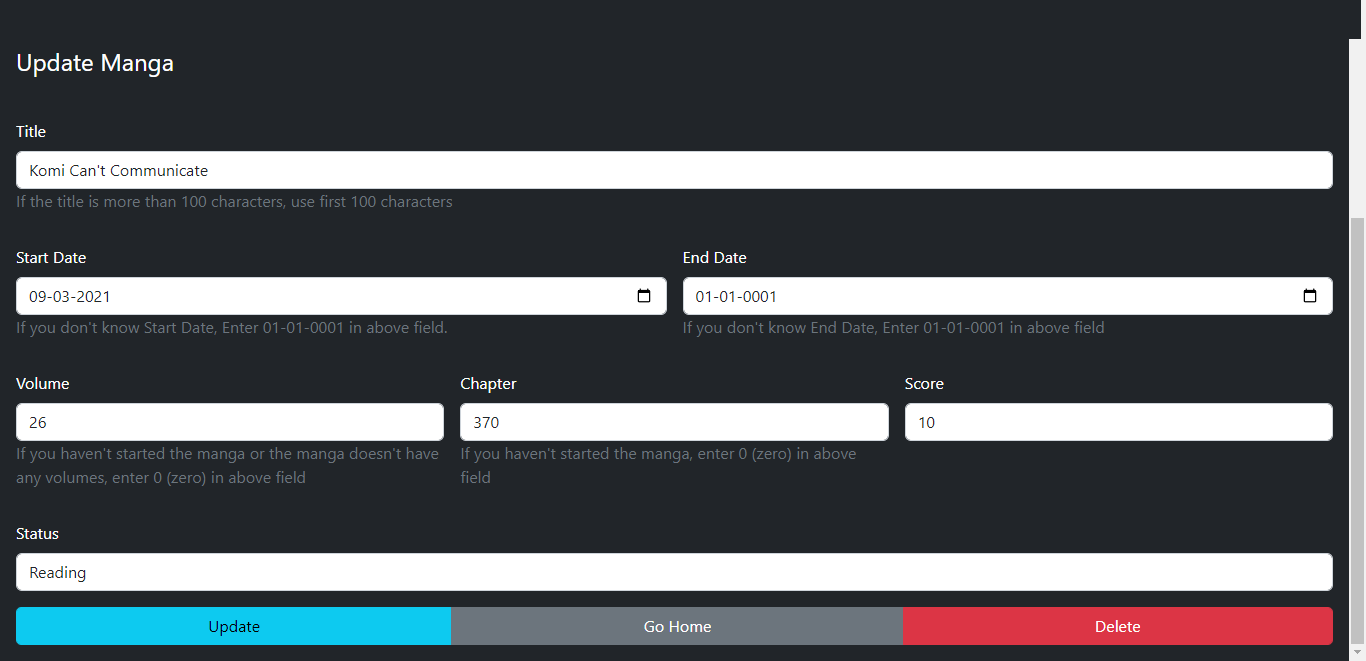 Update Manga
Title
Komi Can't Communicate
If the title is more than 100 characters, use first 100 characters
Start Date
End Date
09-03-2021
01-01-0001
If you don't know Start Date, Enter 01-01-0001 in above field.
If you don't know End Date, Enter 01-01-0001 in above field
Volume
Chapter
Score
26
370
10
If you haven't started the manga or the manga doesn't have
any volumes, enter 0 (zero) in above field
If you haven't started the manga, enter 0 (zero) in above
field
Status
Reading
Update
Go Home
Delete